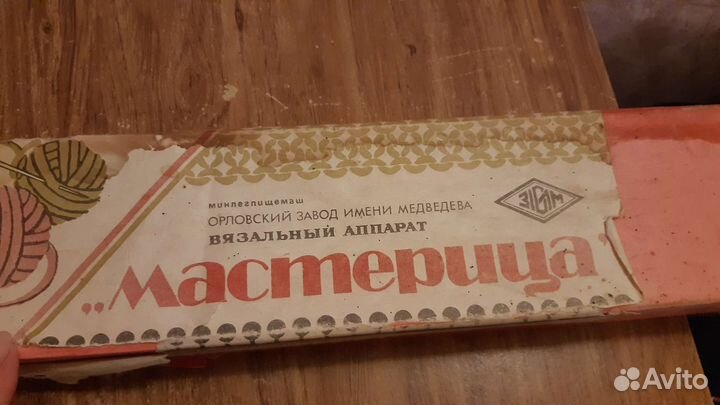 минлегпищемаш
ОРЛОВСКИЙ ЗАВОД ИМЕНИ МЕДВЕДЕВА
ВЯЗАЛЬНЫЙ АППАРАТ
„Мастерица
Avito